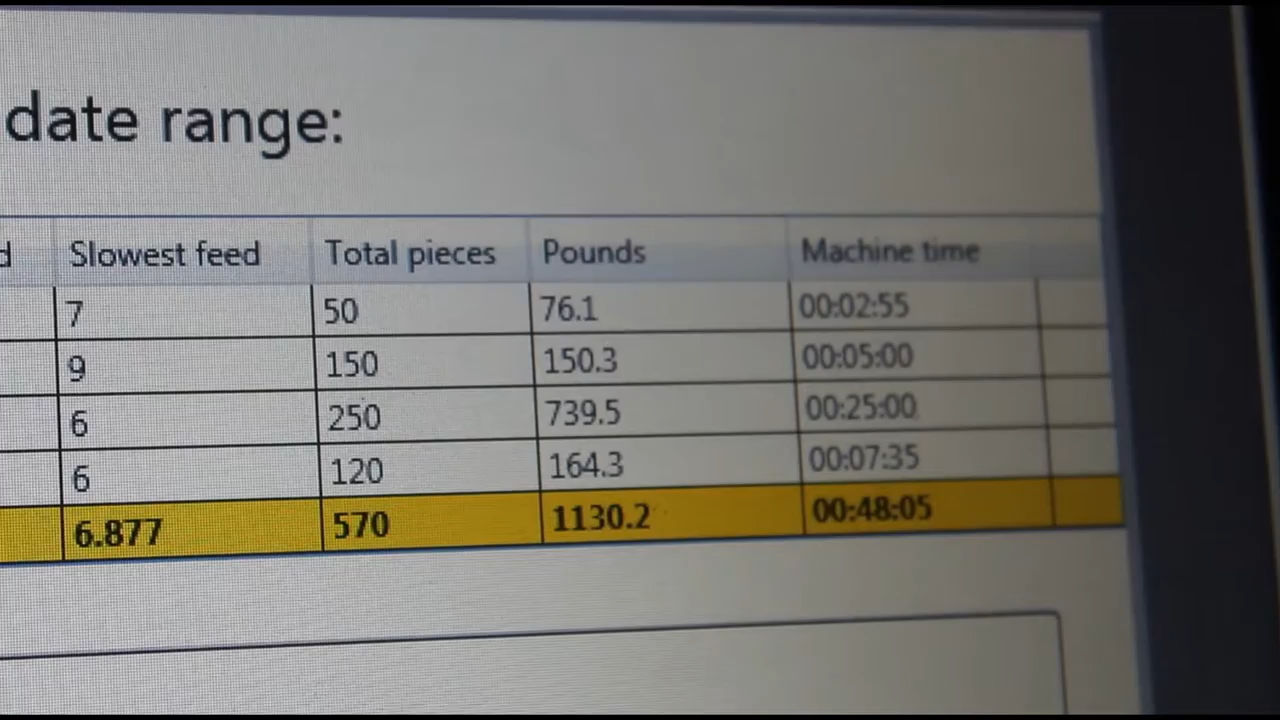 date range:
d Slowest feed Total pieces Pounds Machine time
7 50 76.1 00:02:55
9 150 150.3 00:05:00
6 250 739.5 00:25:00
6 120 164.3 00:07:35
6.877 570 1130.2 00:48:05